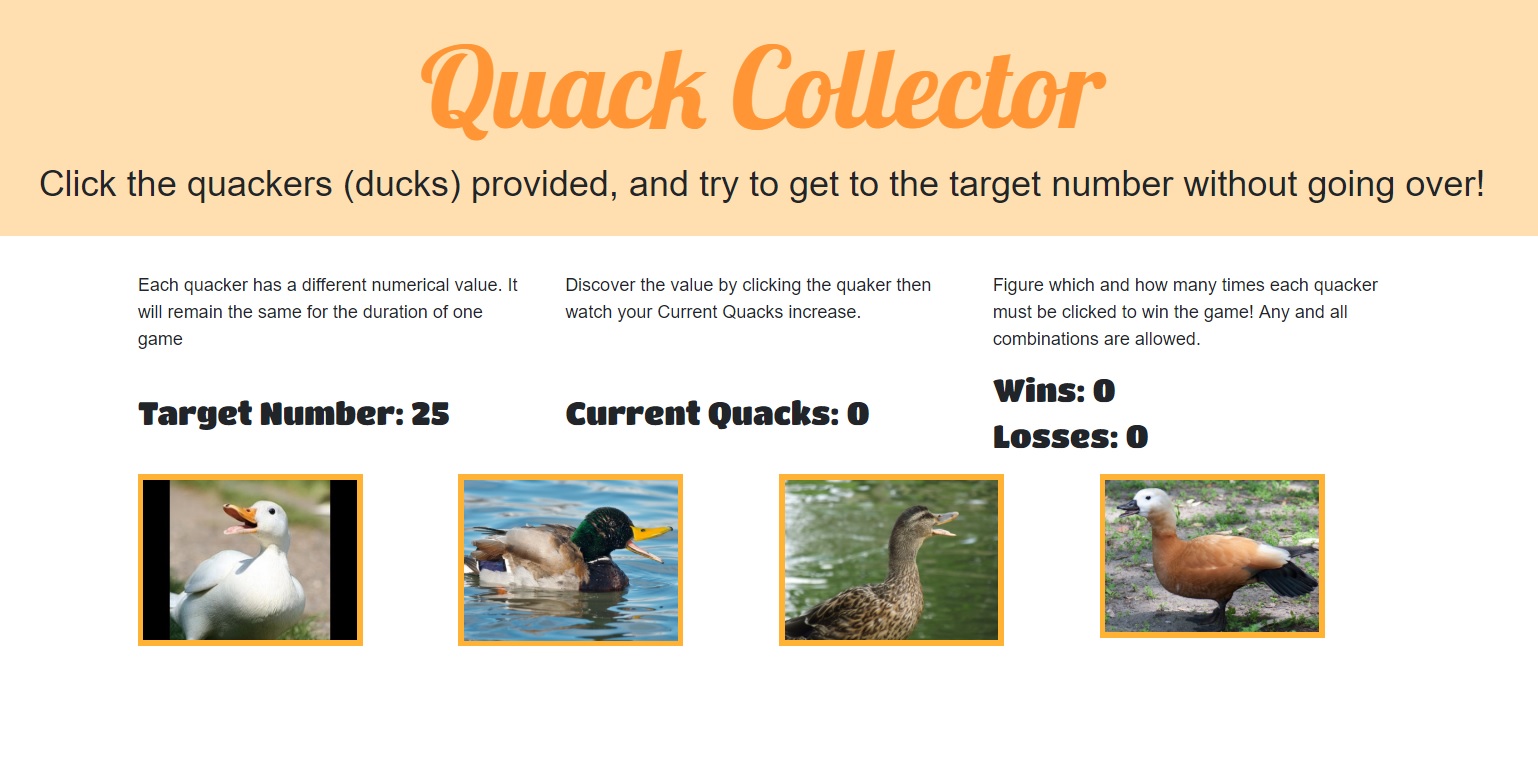 Quack Collector
Click the quackers (ducks) provided, and try to get to the target number without going over!
Each quacker has a different numerical value. It
will remain the same for the duration of one
game
Discover the value by clicking the quaker then
watch your Current Quacks increase.
Figure which and how many times each quacker
must be clicked to win the game! Any and all
combinations are allowed.
Target Number: 25
Current Quacks: 0
Wins: 0
Losses: 0